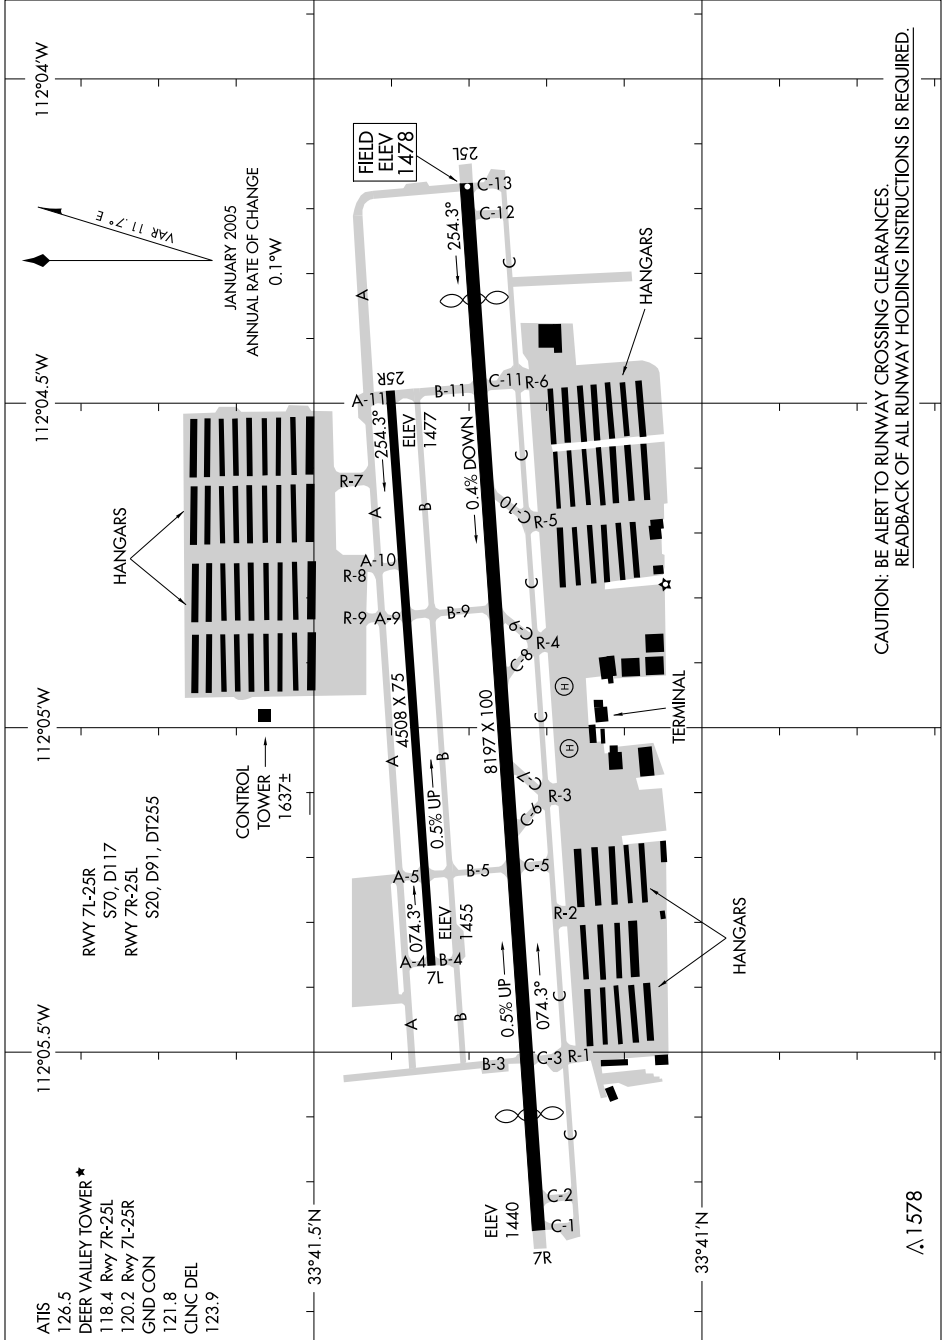 ATIS
126.5
DEER VALLEY TOWER ★
118.4 Rwy 7R-25L
120.2 Rwy 7L-25R
GND CON
121.8
CLNC DEL
123.9
RWY 7L-25R
S70, D117
RWY 7R-25L
S20, D91, DT255
CONTROL
TOWER
1637±
HANGARS
JANUARY 2005
ANNUAL RATE OF CHANGE
0.1°W
VAR 11.7° E
112°05.5'W
112°05'W
112°04.5'W
112°04'W
33°41.5'N
33°41'N
FIELD
ELEV
1478
R-9
R-8
R-7
A
A
A
A
A-4
A-5
A-9
A-10
A-11
7L
074.3°
4508 X 75
254.3°
25R
0.5% UP
ELEV
1455
ELEV
1477
B
B
B
B-3
B-4
B-5
B-9
B-11
ELEV
1440
7R
0.5% UP
074.3°
8197 X 100
0.4% DOWN
254.3°
25L
C-1
C-2
C-3
C-5
C-6
C-7
C-8
C-9
C-10
C-11
C-12
C-13
C
C
C
C
C
C
R-1
R-2
R-3
R-4
R-5
R-6
H
H
HANGARS
TERMINAL
HANGARS
1578
CAUTION: BE ALERT TO RUNWAY CROSSING CLEARANCES.
READBACK OF ALL RUNWAY HOLDING INSTRUCTIONS IS REQUIRED.